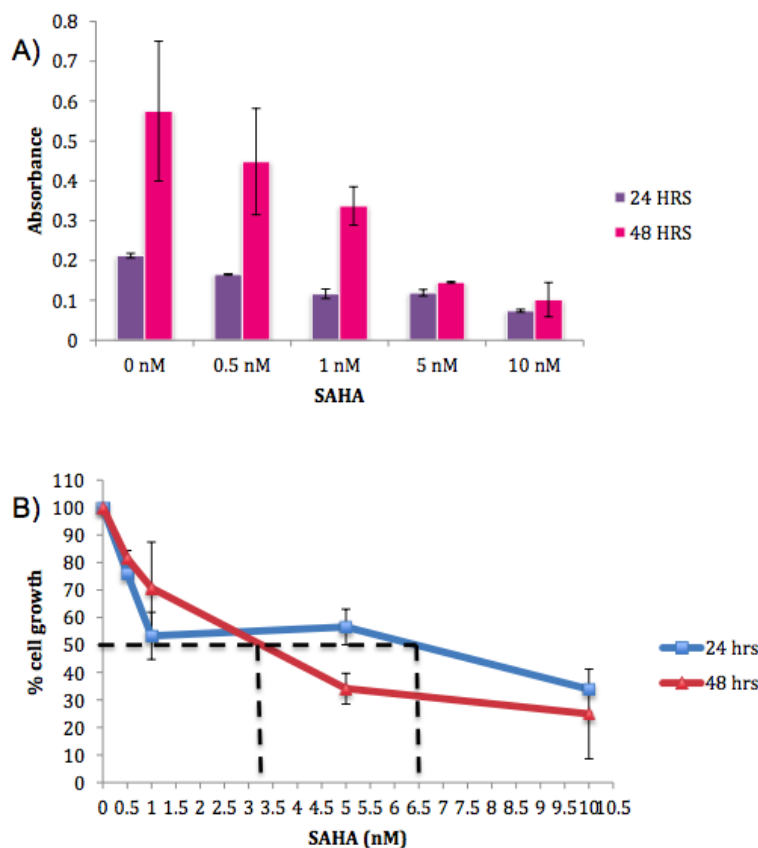 A)
Absorbance
0.8
0.7
0.6
0.5
0.4
0.3
0.2
0.1
0
0 nM 0.5 nM 1 nM 5 nM 10 nM
SAHA
24 HRS
48 HRS
B)
% cell growth
110
100
90
80
70
60
50
40
30
20
10
0
0 0.5 1 1.5 2 2.5 3 3.5 4 4.5 5 5.5 6 6.5 7 7.5 8 8.5 9 9.5 10 10.5
SAHA (nM)
24 hrs
48 hrs